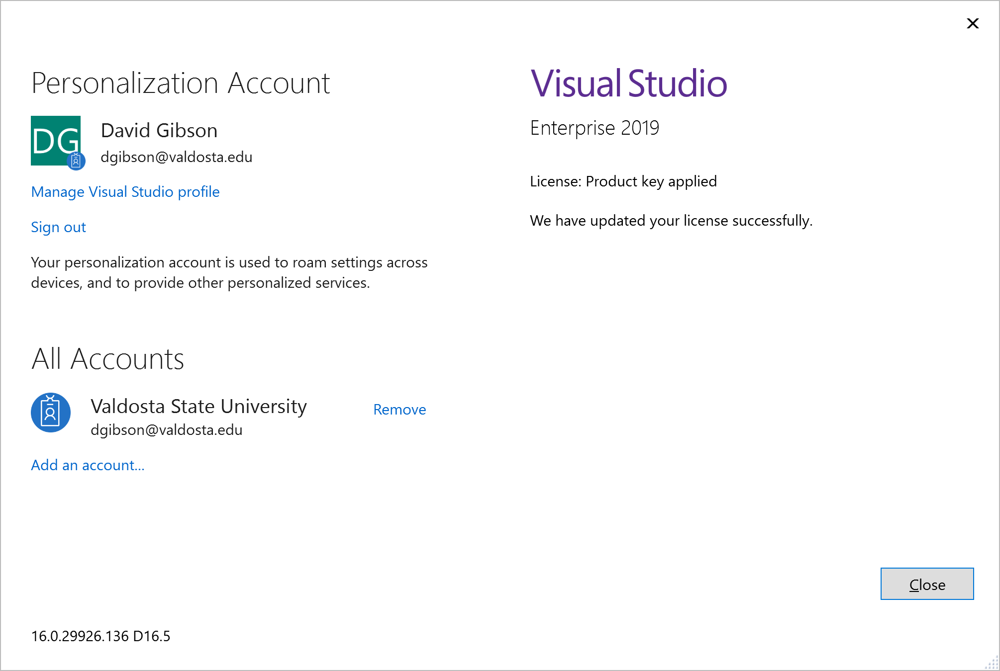 Personalization Account
DG
David Gibson
dgibson@valdosta.edu
Manage Visual Studio profile
Sign out
Your personalization account is used to roam settings across
devices, and to provide other personalized services.
All Accounts
Valdosta State University
Remove
dgibson@valdosta.edu
Add an account...
16.0.29926.136 D16.5
Visual Studio
Enterprise 2019
License: Product key applied
We have updated your license successfully.
Close